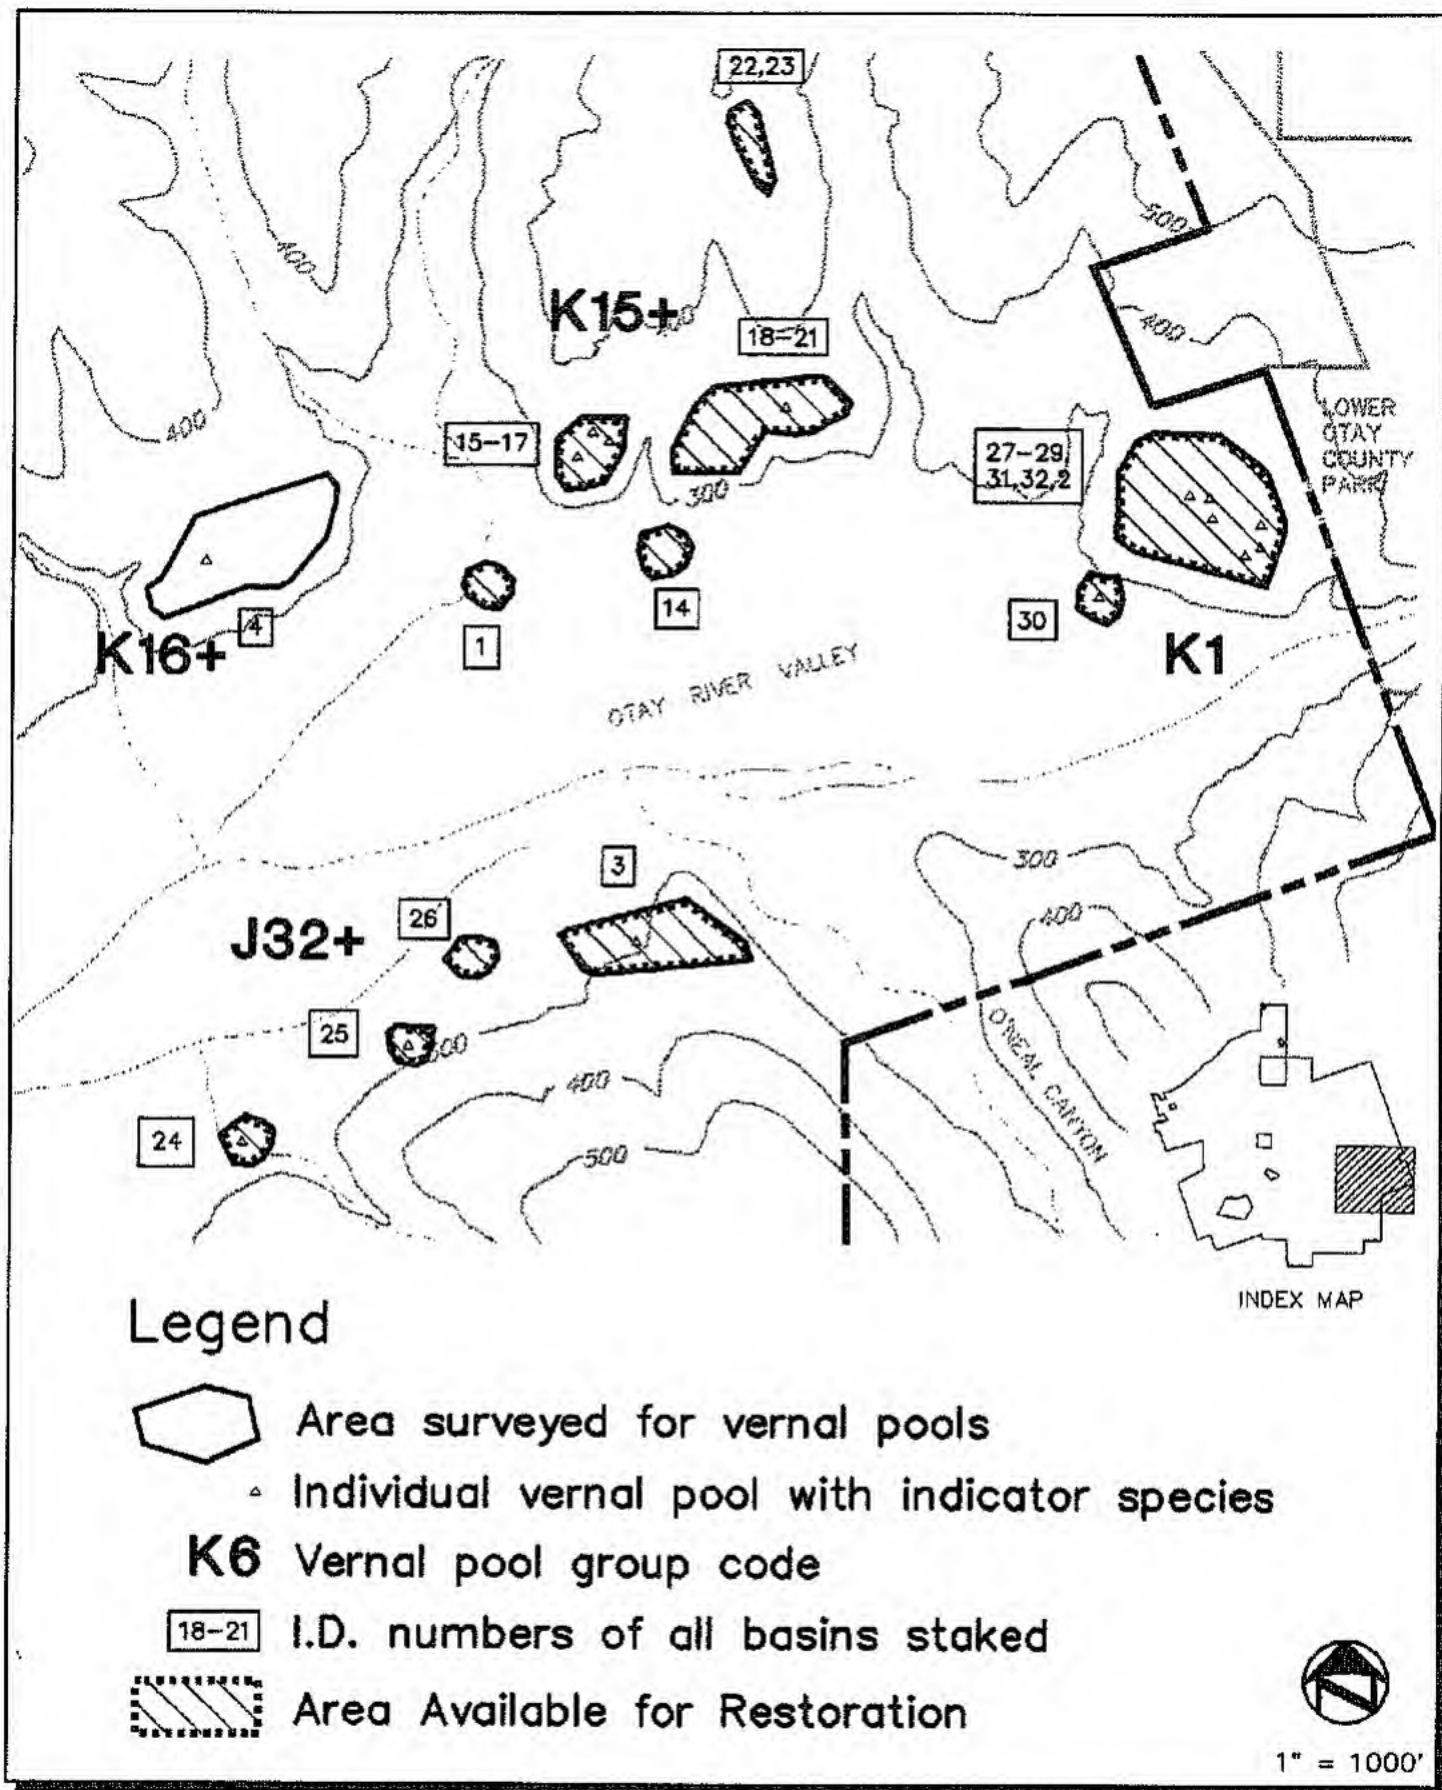 22,23
500
400
400
K15+
18-21
400
LOWER
OTAY
COUNTY
PARK
15-17
27-29,
31,32,2
300
14
30
4
K16+
1
K1
OTAY RIVER VALLEY
3
300
26
400
J32+
25
400
O'NEAL CANYON
24
500
INDEX MAP
Legend
Area surveyed for vernal pools
Individual vernal pool with indicator species
K6 Vernal pool group code
18-21 I.D. numbers of all basins staked
Area Available for Restoration
1" = 1000'